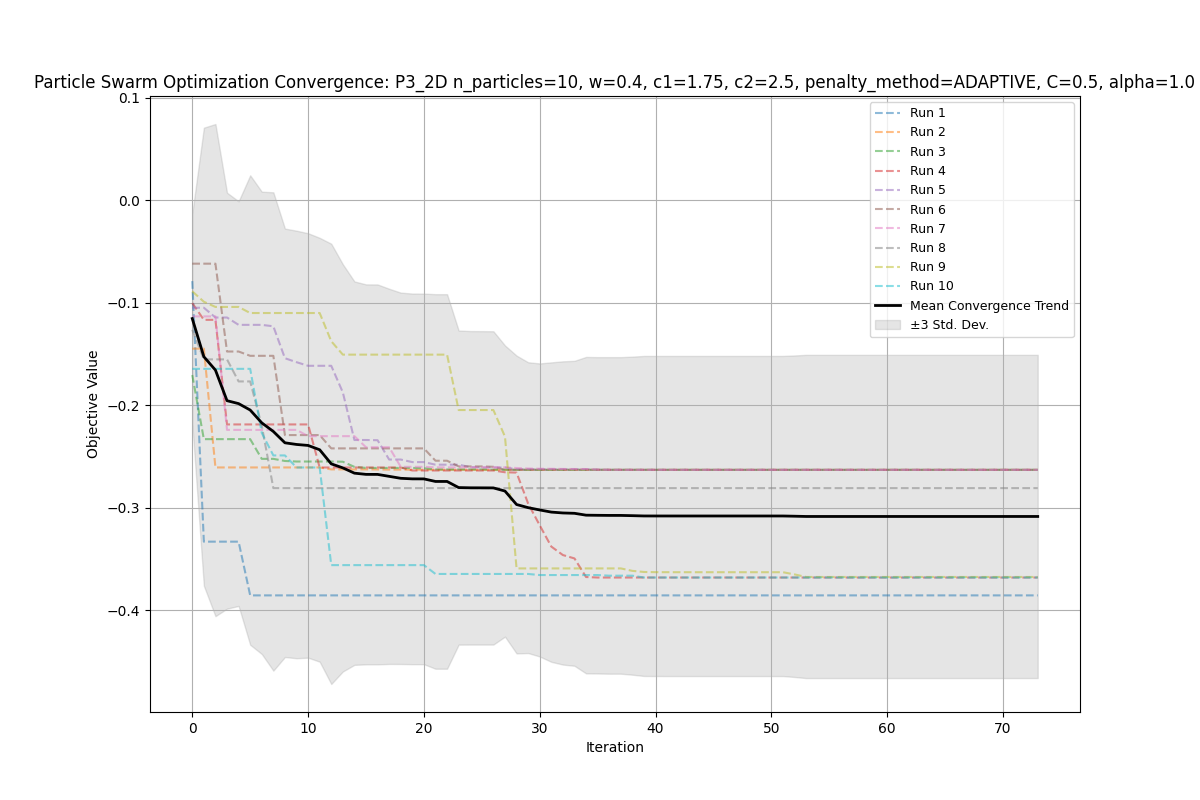 Particle Swarm Optimization Convergence: P3_2D n_particles=10, w=0.4, c1=1.75, c2=2.5, penalty_method=ADAPTIVE, C=0.5, alpha=1.0
0.1
0.0
−0.1
−0.2
−0.3
−0.4
Objective Value
Run 1
Run 2
Run 3
Run 4
Run 5
Run 6
Run 7
Run 8
Run 9
Run 10
Mean Convergence Trend
±3 Std. Dev.
0 10 20 30 40 50 60 70
Iteration